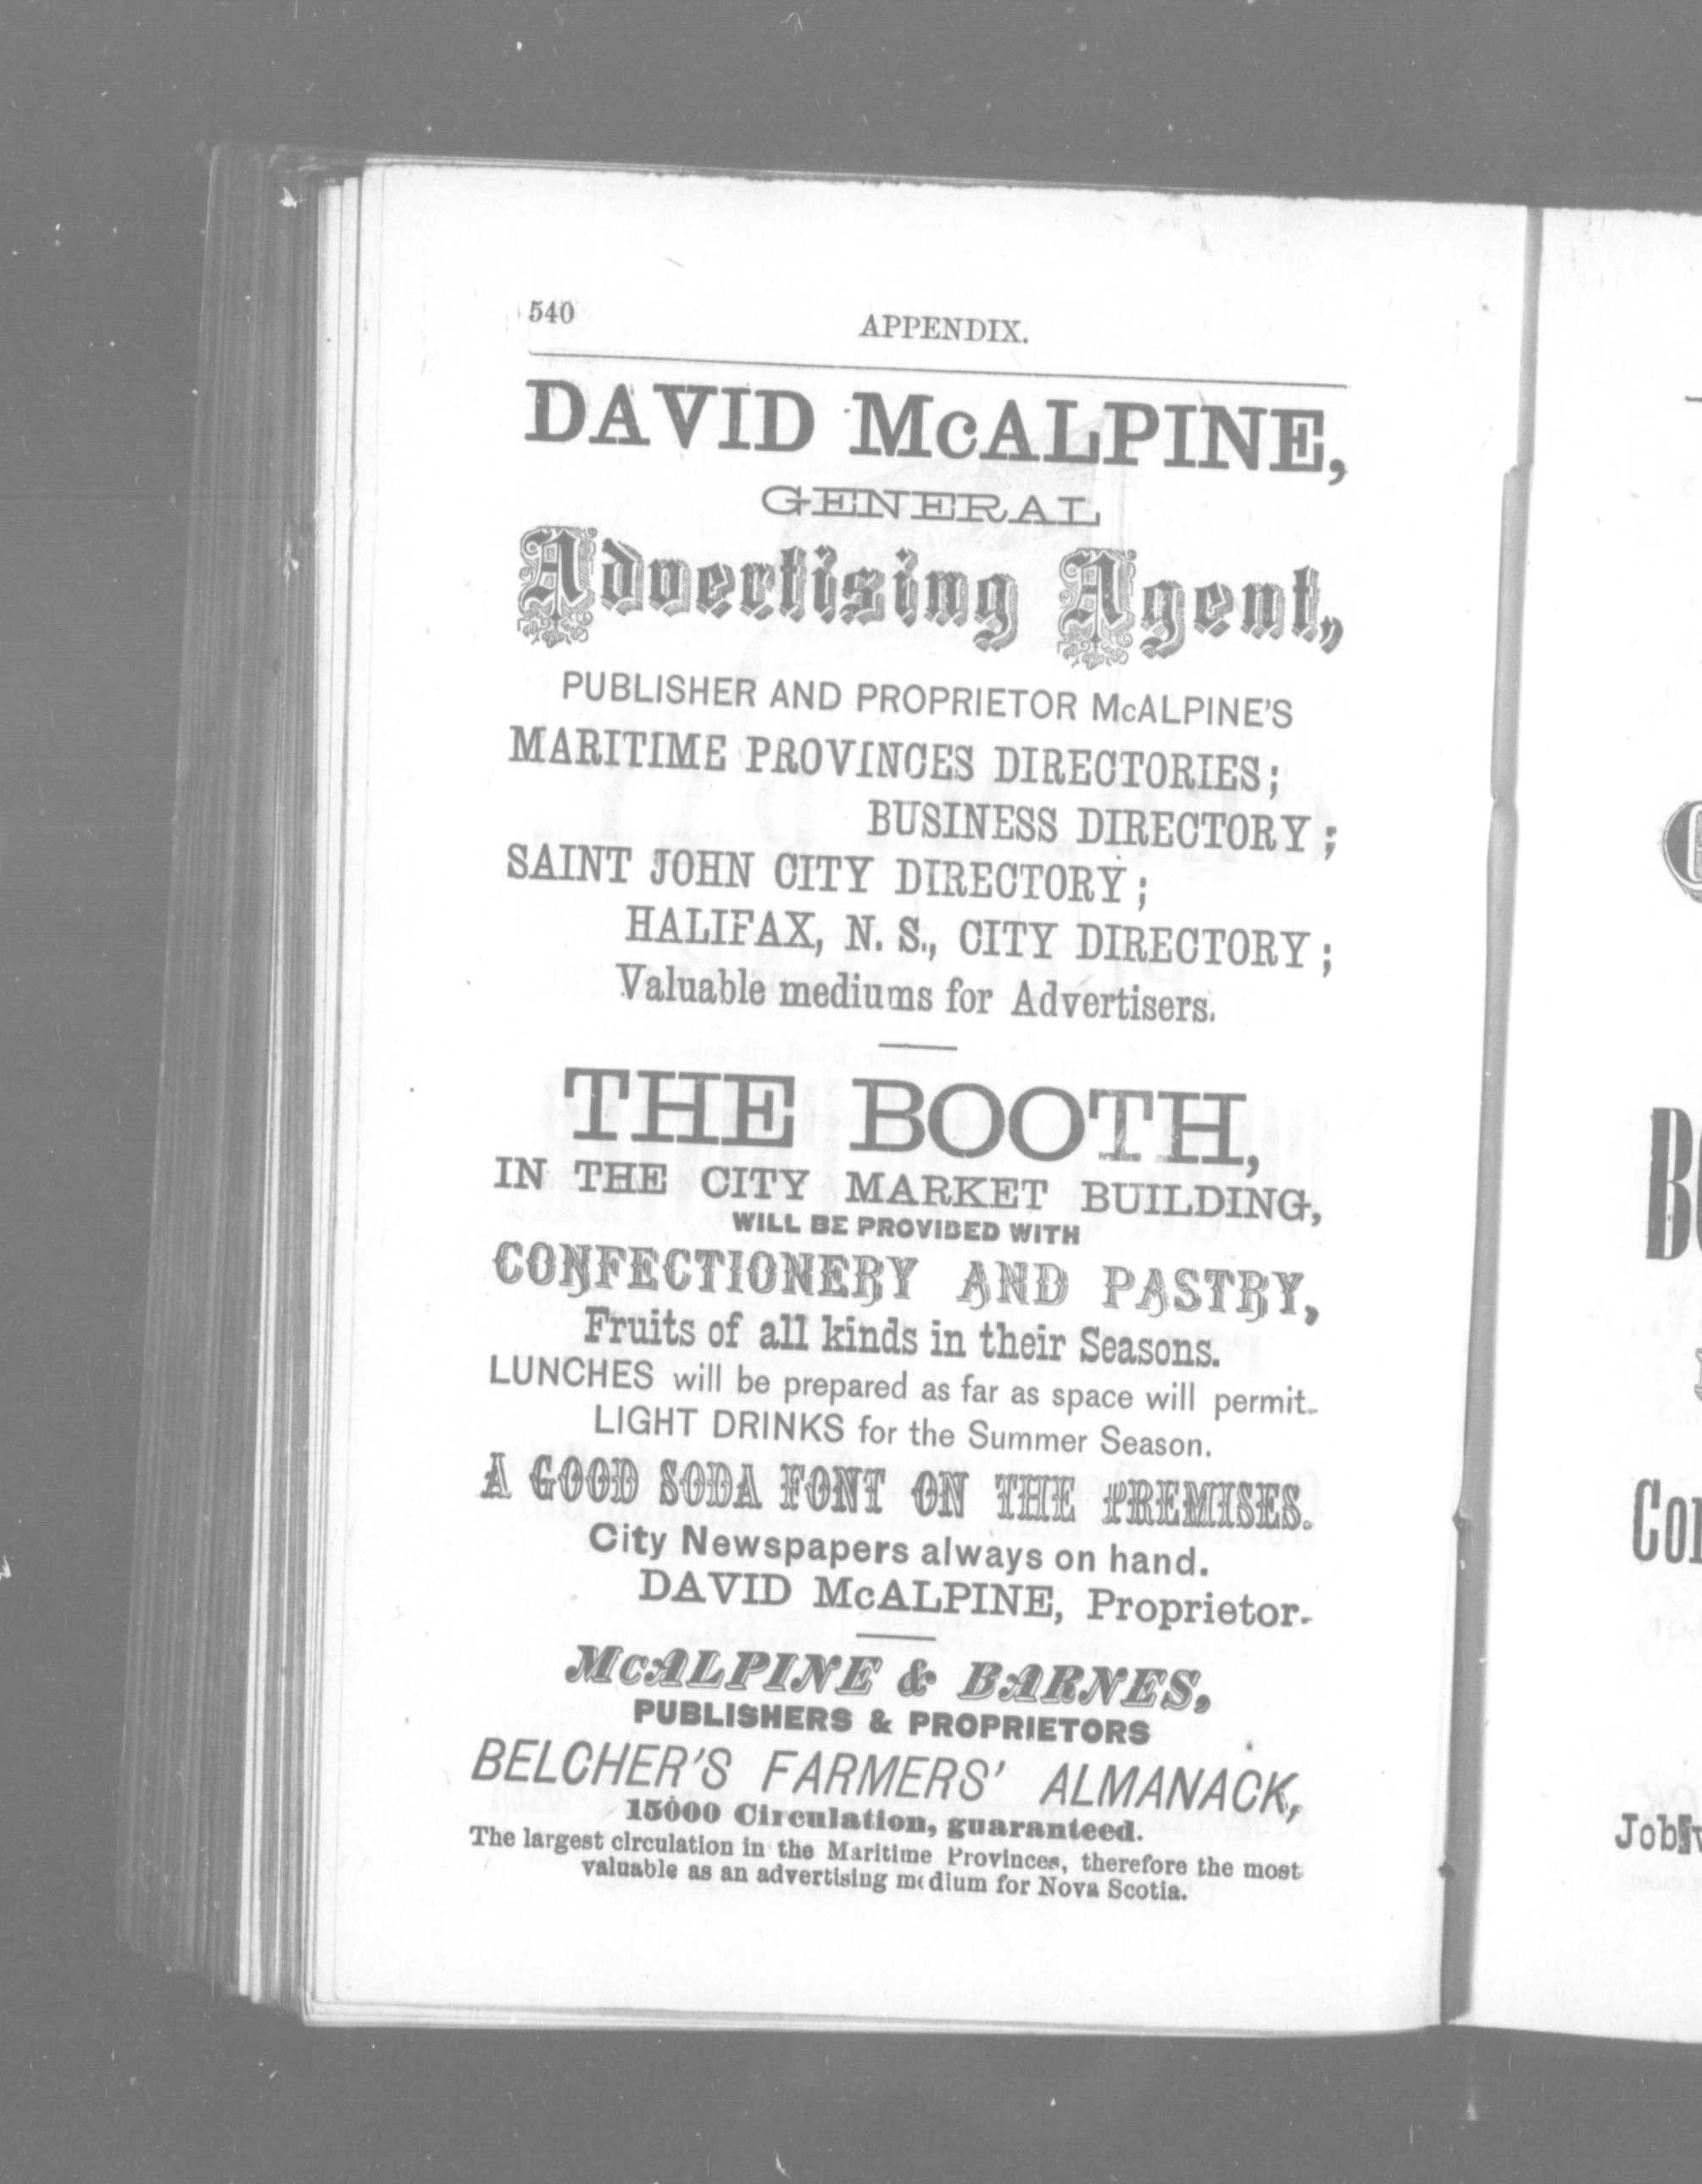 540
APPENDIX.
DAVID McALPINE,
GENERAL
Advertising Agent,
PUBLISHER AND PROPRIETOR McALPINE'S
MARITIME PROVINCES DIRECTORIES;
BUSINESS DIRECTORY;
SAINT JOHN CITY DIRECTORY;
HALIFAX, N. S., CITY DIRECTORY;
Valuable mediums for Advertisers.
THE BOOTH,
IN THE CITY MARKET BUILDING,
WILL BE PROVIDED WITH
CONFECTIONERY AND PASTRY,
Fruits of all kinds in their Seasons.
LUNCHES will be prepared as far as space will permit.
LIGHT DRINKS for the Summer Season.
A GOOD SODA FONT ON THE PREMISES.
City Newspapers always on hand.
DAVID McALPINE, Proprietor.
McALPINE & BARNES,
PUBLISHERS & PROPRIETORS
BELCHER'S FARMERS' ALMANACK,
15000 Circulation, guaranteed.
The largest circulation in the Maritime Provinces, therefore the most
valuable as an advertising medium for Nova Scotia.